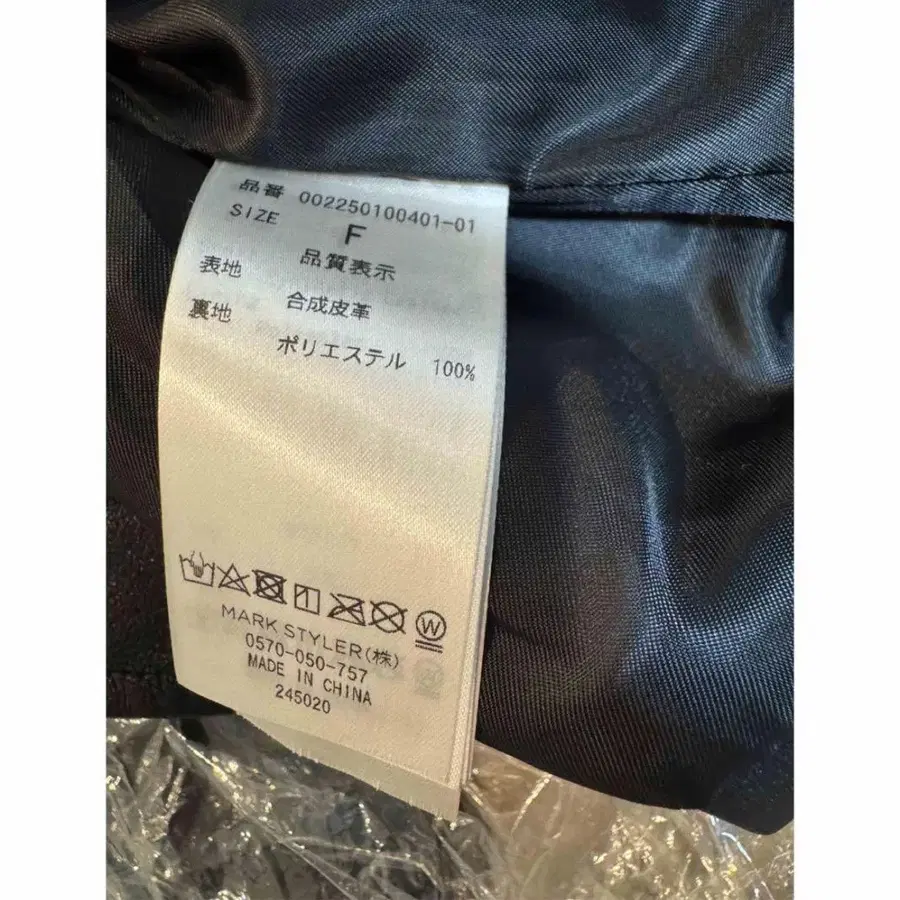 品番 002250100401-01
SIZE F
品質表示
表地 合成皮革
裏地 ポリエステル 100%
W
MARK STYLER(株)
0570-050-757
MADE IN CHINA
245020